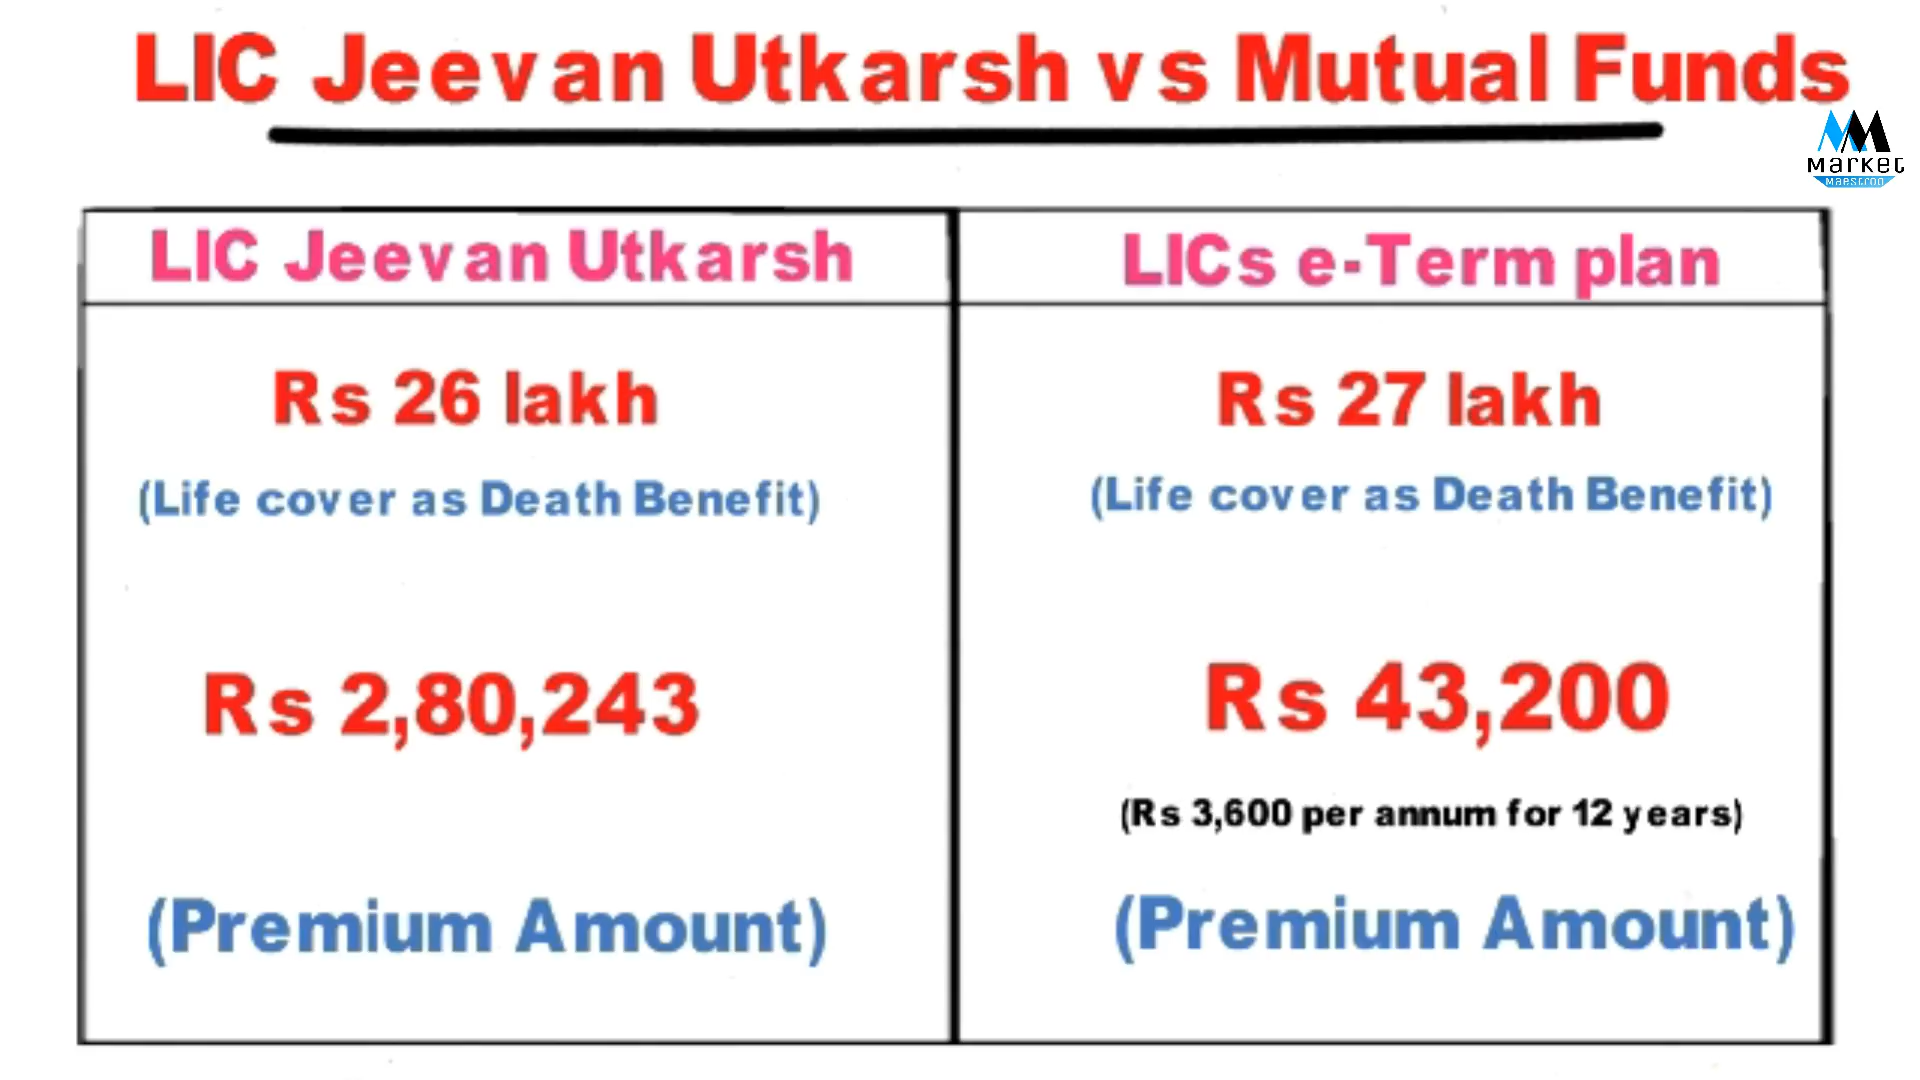 LIC Jeevan Utkarsh vs Mutual Funds
Market
Maestroo
LIC Jeevan Utkarsh
Rs 26 lakh
(Life cover as Death Benefit)
Rs 2,80,243
(Premium Amount)
LICs e-Term plan
Rs 27 lakh
(Life cover as Death Benefit)
Rs 43,200
(Rs 3,600 per annum for 12 years)
(Premium Amount)